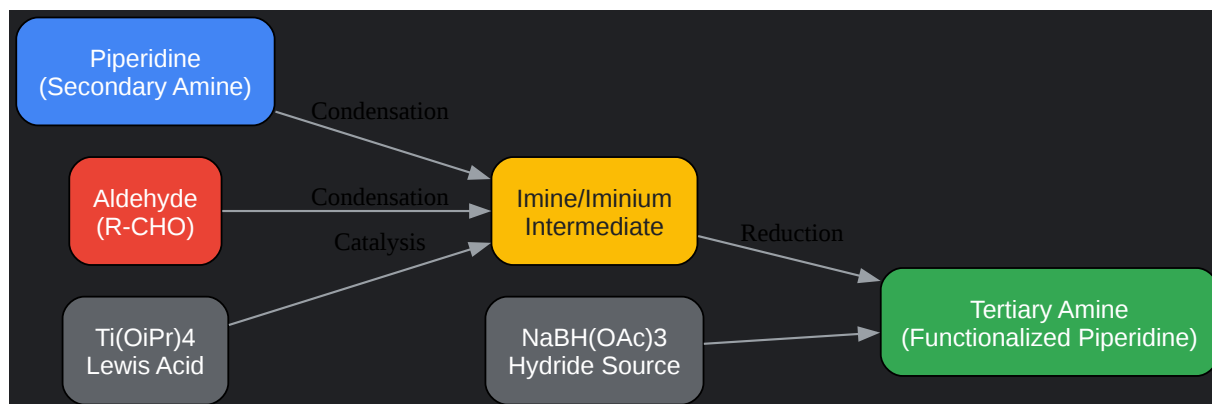 Piperidine
(Secondary Amine)
Condensation
Aldehyde
(R-CHO)
Condensation
Imine/Iminium
Intermediate
Catalysis
Reduction
Ti(OiPr)4
Lewis Acid
NaBH(OAc)3
Hydride Source
Tertiary Amine
(Functionalized Piperidine)